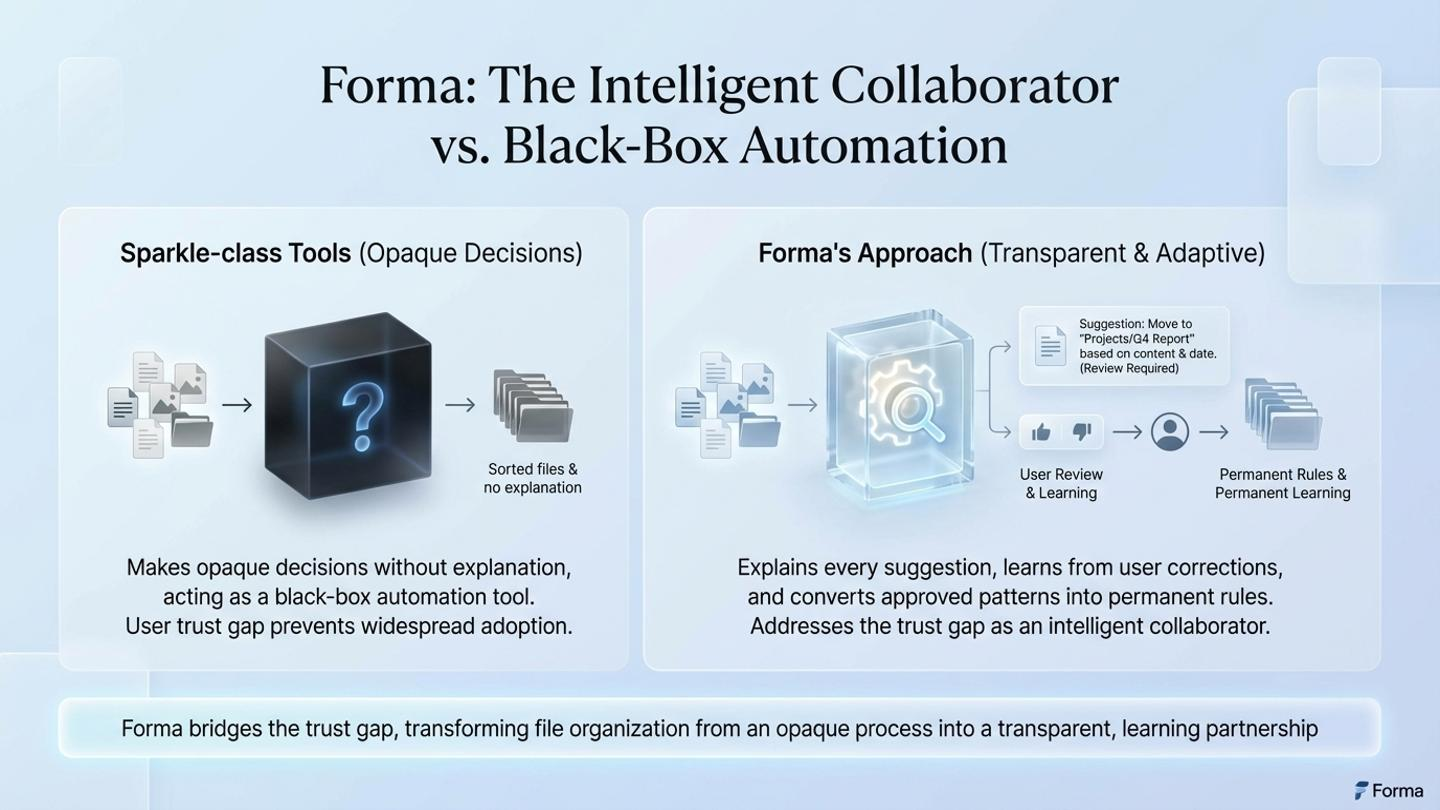 Forma: The Intelligent Collaborator
vs. Black-Box Automation
Sparkle-class Tools (Opaque Decisions)
?
Sorted files &
no explanation
Makes opaque decisions without explanation,
acting as a black-box automation tool.
User trust gap prevents widespread adoption.
Forma's Approach (Transparent & Adaptive)
Suggestion: Move to
"Projects/Q4 Report"
based on content & date.
(Review Required)
User Review
& Learning
Permanent Rules &
Permanent Learning
Explains every suggestion, learns from user corrections,
and converts approved patterns into permanent rules.
Addresses the trust gap as an intelligent collaborator.
Forma bridges the trust gap, transforming file organization from an opaque process into a transparent, learning partnership
Forma